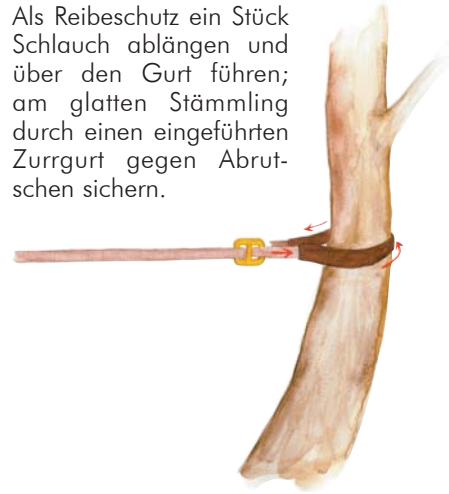 Als Reibeschutz ein Stück
Schlauch ablängen und
über den Gurt führen;
am glatten Stämmling
durch einen eingeführten
Zurrgurt gegen Abrut-
schen sichern.